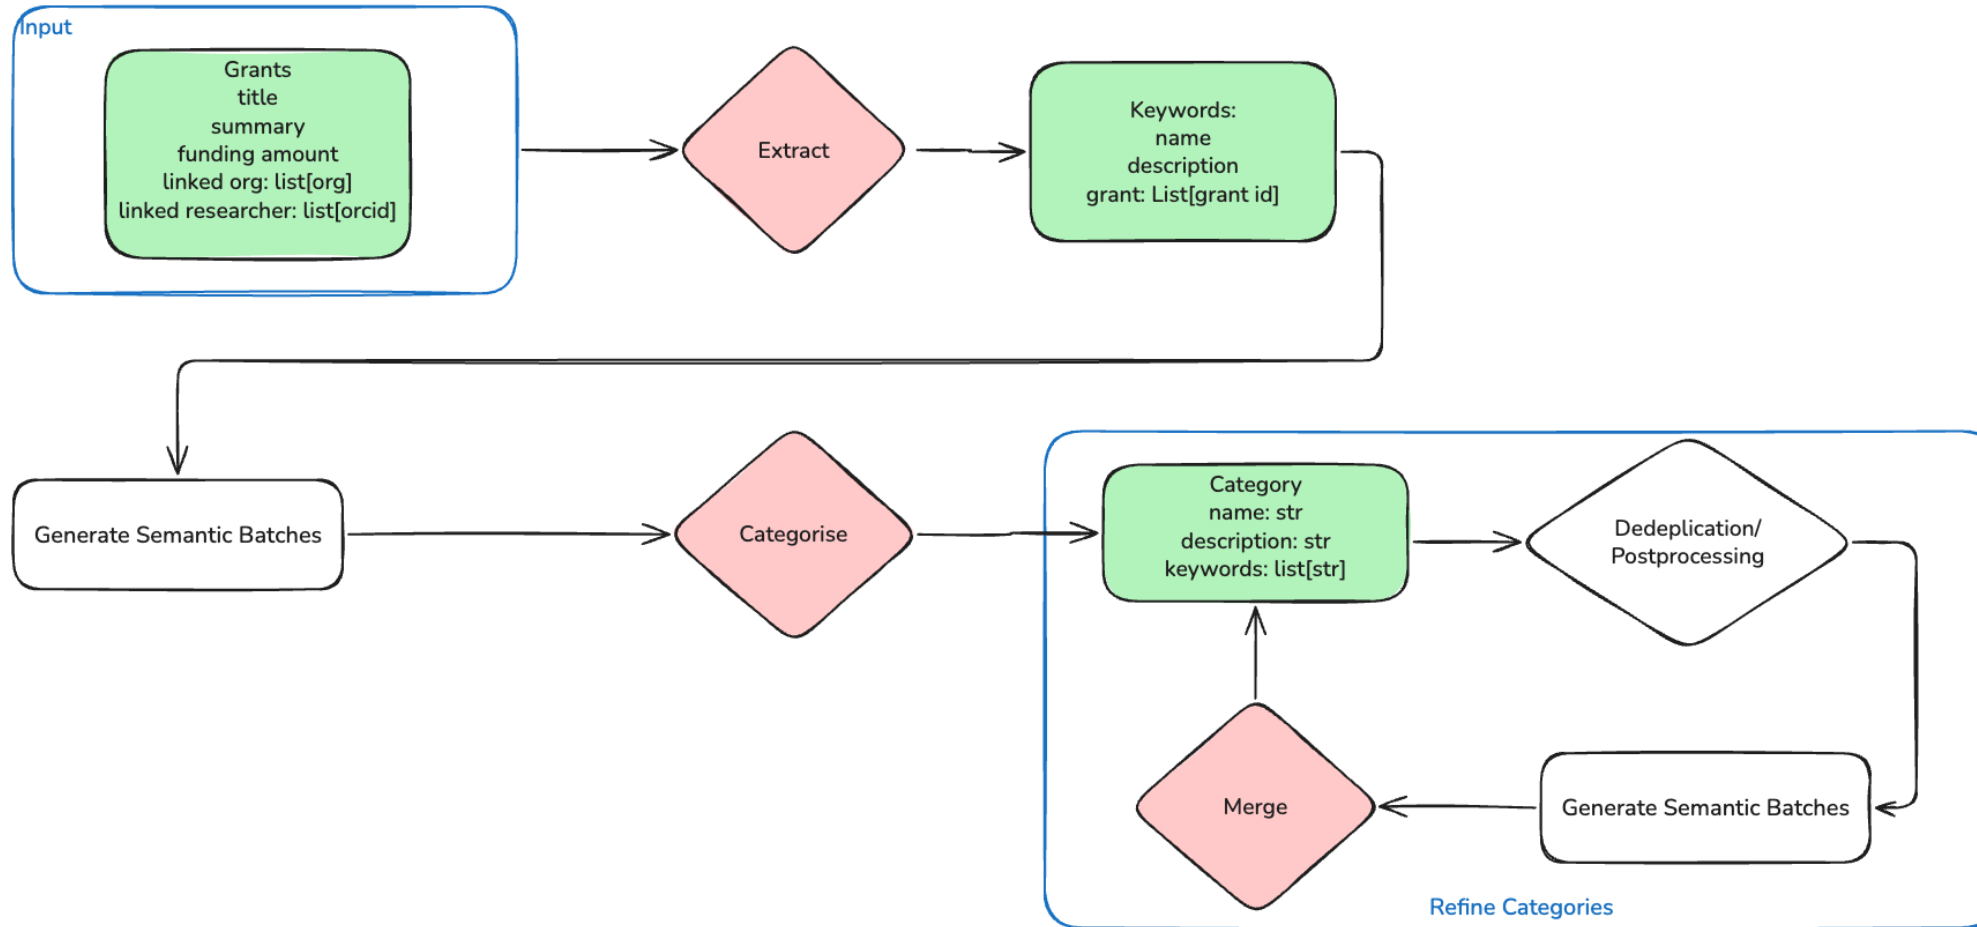 Input
Grants
title
summary
funding amount
linked org: list[org]
linked researcher: list[orcid]
Extract
Keywords:
name
description
grant: List[grant id]
Generate Semantic Batches
Categorise
Category
name: str
description: str
keywords: list[str]
Dedeplication/
Postprocessing
Merge
Generate Semantic Batches
Refine Categories